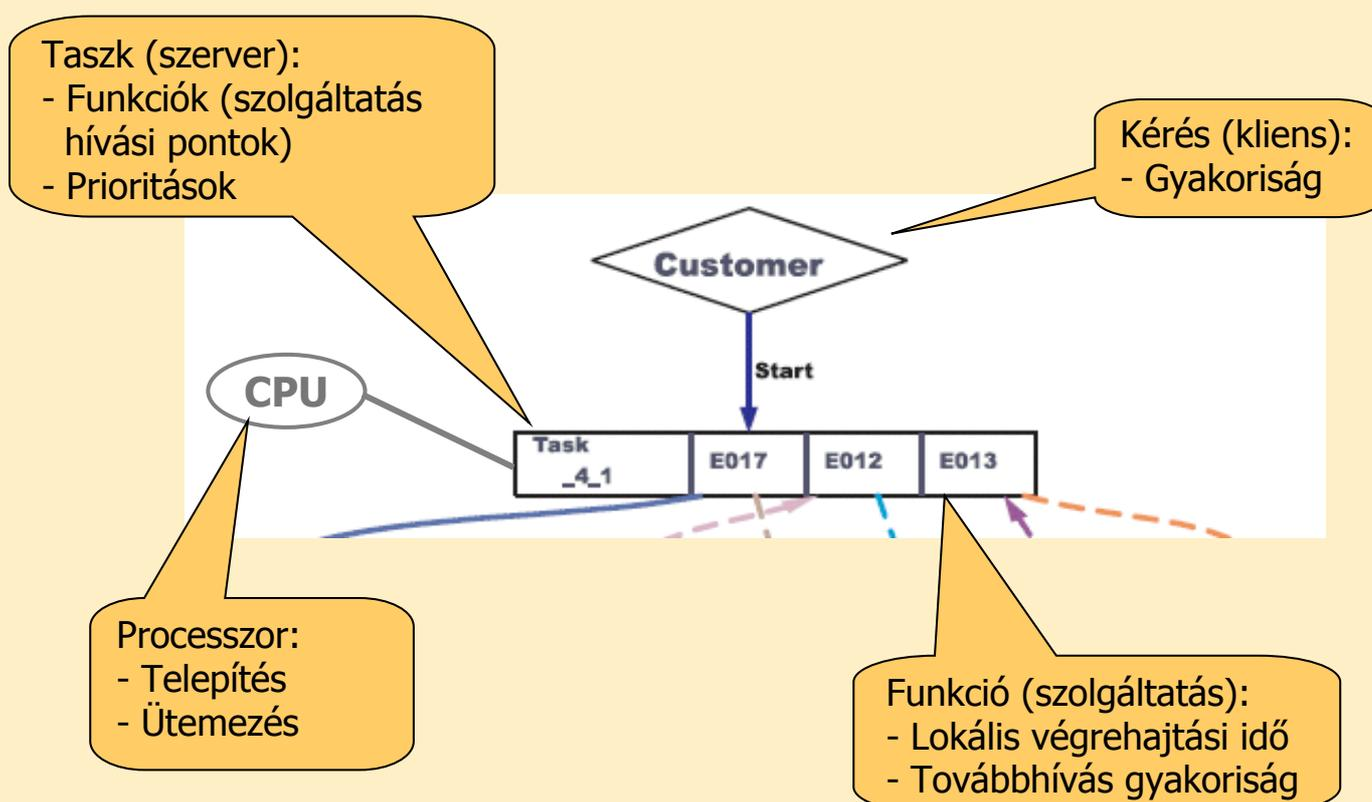 Taszk (szerver):
- Funkciók (szolgáltatás
hívási pontok)
- Prioritások
Kérés (kliens):
- Gyakoriság
Customer
Start
CPU
Task
_4_1
E017
E012
E013
Processzor:
- Telepítés
- Ütemezés
Funkció (szolgáltatás):
- Lokális végrehajtási idő
- Továbbhívás gyakoriság